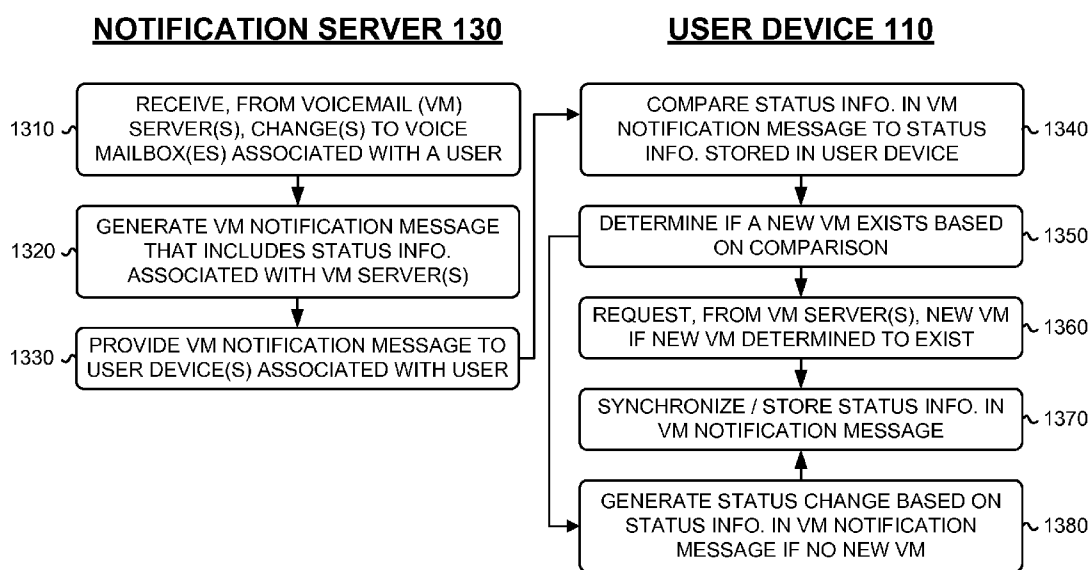 NOTIFICATION SERVER 130
1310
RECEIVE, FROM VOICEMAIL (VM)
SERVER(S), CHANGE(S) TO VOICE
MAILBOX(ES) ASSOCIATED WITH A USER
1320
GENERATE VM NOTIFICATION MESSAGE
THAT INCLUDES STATUS INFO.
ASSOCIATED WITH VM SERVER(S)
1330
PROVIDE VM NOTIFICATION MESSAGE TO
USER DEVICE(S) ASSOCIATED WITH USER
USER DEVICE 110
COMPARE STATUS INFO. IN VM
NOTIFICATION MESSAGE TO STATUS
INFO. STORED IN USER DEVICE
1340
DETERMINE IF A NEW VM EXISTS BASED
ON COMPARISON
1350
REQUEST, FROM VM SERVER(S), NEW VM
IF NEW VM DETERMINED TO EXIST
1360
SYNCHRONIZE / STORE STATUS INFO. IN
VM NOTIFICATION MESSAGE
1370
GENERATE STATUS CHANGE BASED ON
STATUS INFO. IN VM NOTIFICATION
MESSAGE IF NO NEW VM
1380